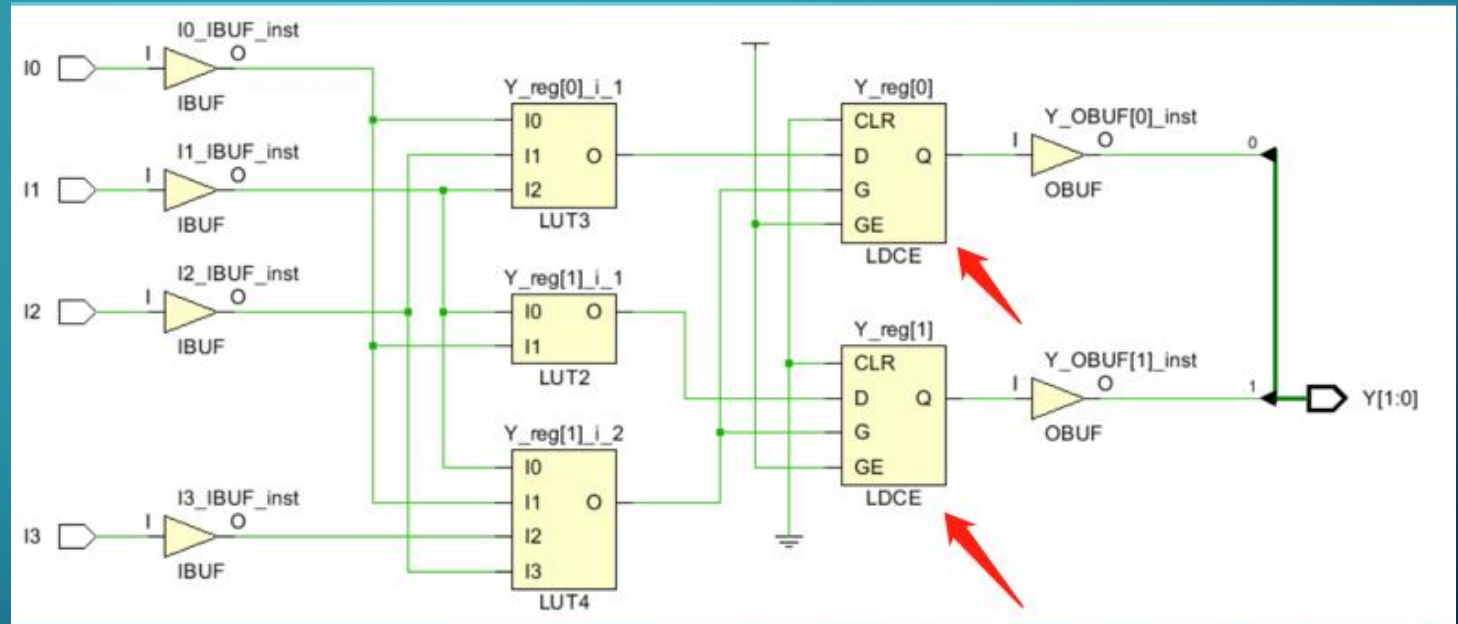 I0_IBUF_inst
I0
I
O
IBUF
I1_IBUF_inst
I1
I
O
IBUF
I2_IBUF_inst
I2
I
O
IBUF
I3_IBUF_inst
I3
I
O
IBUF
Y_reg[0]_i_1
I0
I1 O
I2
LUT3
Y_reg[1]_i_1
I0 O
I1
LUT2
Y_reg[1]_i_2
I0
I1 O
I2
I3
LUT4
Y_reg[0]
CLR
D Q
G
GE
LDCE
Y_reg[1]
CLR
D Q
G
GE
LDCE
Y_OBUF[0]_inst
I
O
OBUF
0
Y_OBUF[1]_inst
I
O
OBUF
1
Y[1:0]